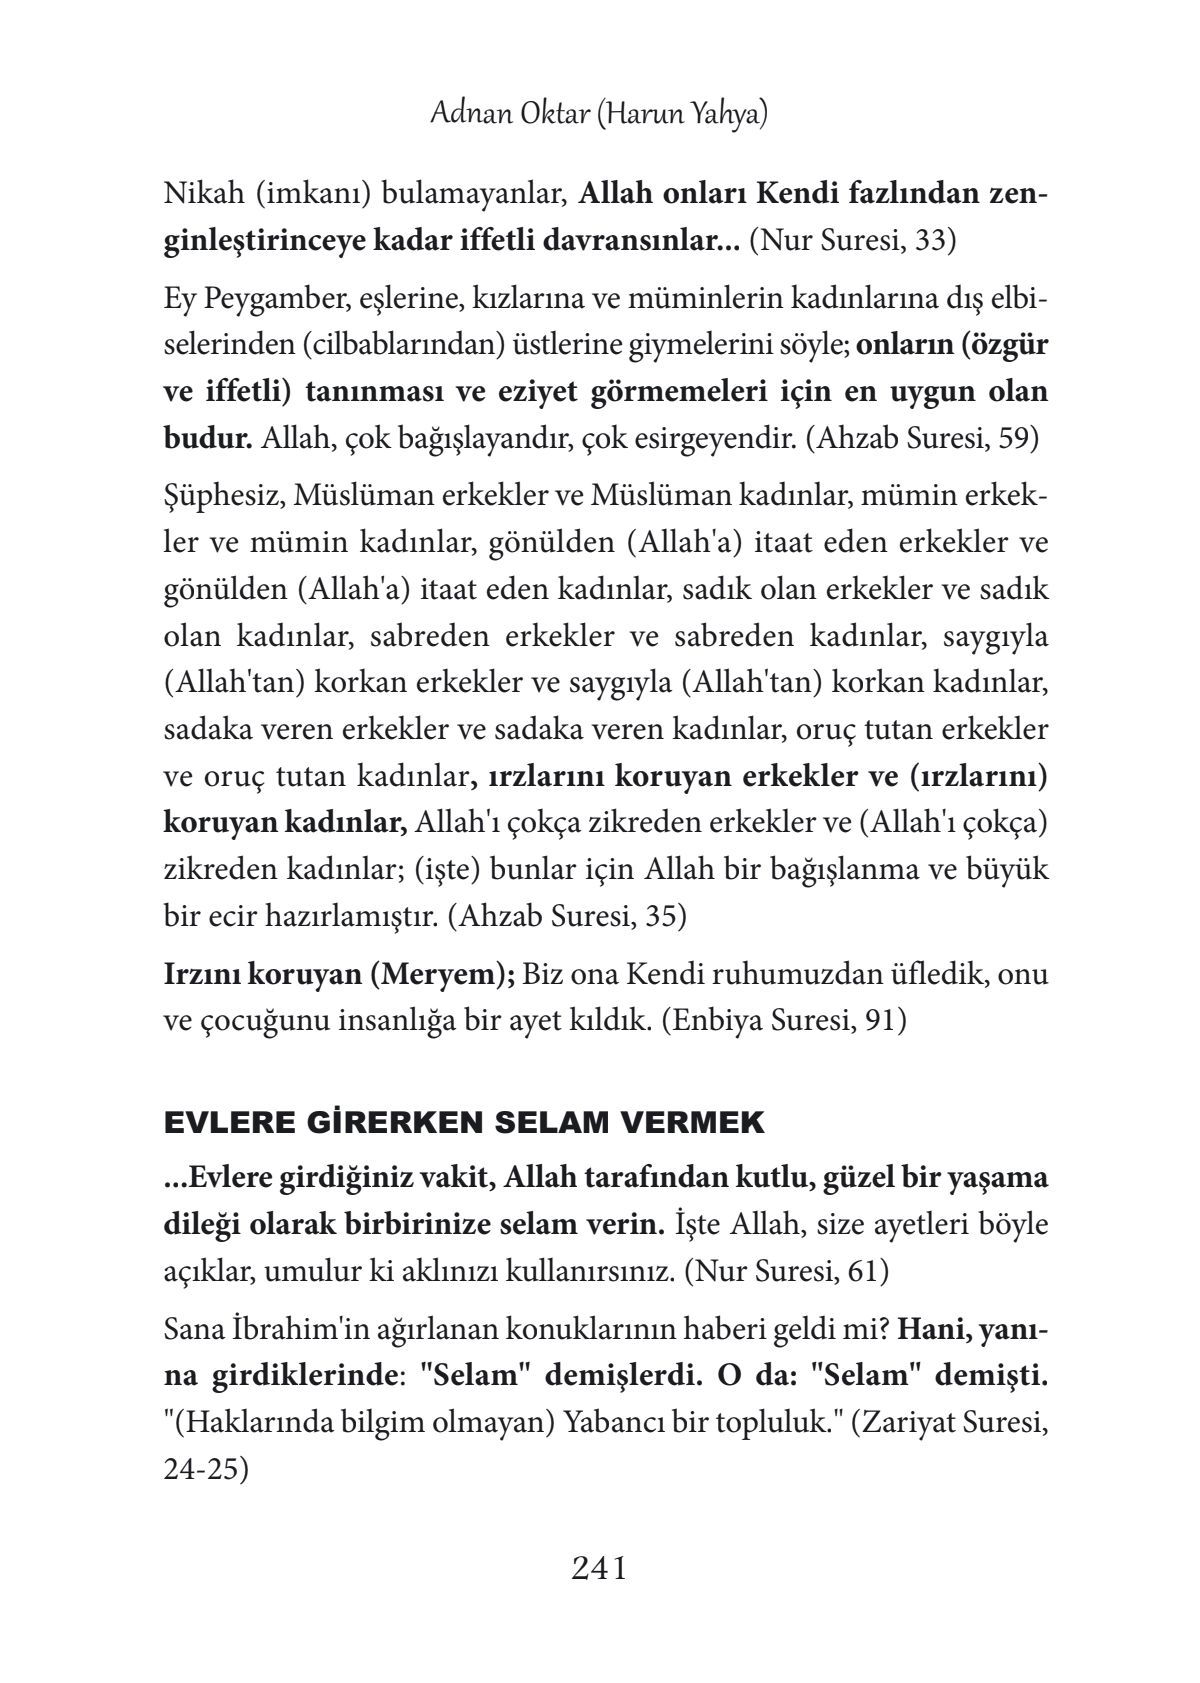 Adnan Oktar (Harun Yahya)
Nikah (imkanı) bulamayanlar, Allah onları Kendi fazlından zen-
ginleştirinceye kadar iffetli davransınlar... (Nur Suresi, 33)
Ey Peygamber, eşlerine, kızlarına ve müminlerin kadınlarına dış elbi-
selerinden (cilbablarından) üstlerine giymelerini söyle; onların (özgür
ve iffetli) tanınması ve eziyet görmemeleri için en uygun olan
budur. Allah, çok bağışlayandır, çok esirgeyendir. (Ahzab Suresi, 59)
Şüphesiz, Müslüman erkekler ve Müslüman kadınlar, mümin erkek-
ler ve mümin kadınlar, gönülden (Allah'a) itaat eden erkekler ve
gönülden (Allah'a) itaat eden kadınlar, sadık olan erkekler ve sadık
olan kadınlar, sabreden erkekler ve sabreden kadınlar, saygıyla
(Allah'tan) korkan erkekler ve saygıyla (Allah'tan) korkan kadınlar,
sadaka veren erkekler ve sadaka veren kadınlar, oruç tutan erkekler
ve oruç tutan kadınlar, ırzlarını koruyan erkekler ve (ırzlarını)
koruyan kadınlar, Allah'ı çokça zikreden erkekler ve (Allah'ı çokça)
zikreden kadınlar; (işte) bunlar için Allah bir bağışlanma ve büyük
bir ecir hazırlamıştır. (Ahzab Suresi, 35)
Irzını koruyan (Meryem); Biz ona Kendi ruhumuzdan üfledik, onu
ve çocuğunu insanlığa bir ayet kıldık. (Enbiya Suresi, 91)
EVLERE GİRERKEN SELAM VERMEK
...Evlere girdiğiniz vakit, Allah tarafından kutlu, güzel bir yaşama
dileği olarak birbirinize selam verin. İşte Allah, size ayetleri böyle
açıklar, umulur ki aklınızı kullanırsınız. (Nur Suresi, 61)
Sana İbrahim'in ağırlanan konuklarının haberi geldi mi? Hani, yanı-
na girdiklerinde: "Selam" demişlerdi. O da: "Selam" demişti.
"(Haklarında bilgim olmayan) Yabancı bir topluluk." (Zariyat Suresi,
24-25)
241